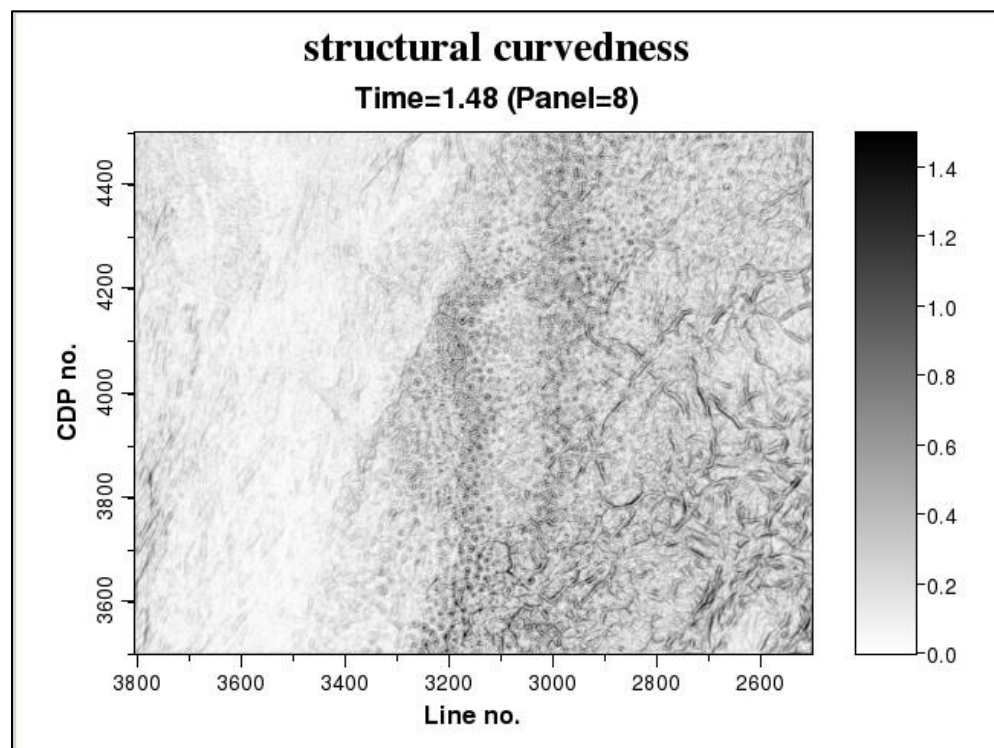 structural curvedness
Time=1.48 (Panel=8)
4400
4200
4000
3800
3600
CDP no.
3800 3600 3400 3200 3000 2800 2600
Line no.
1.4
1.2
1.0
0.8
0.6
0.4
0.2
0.0